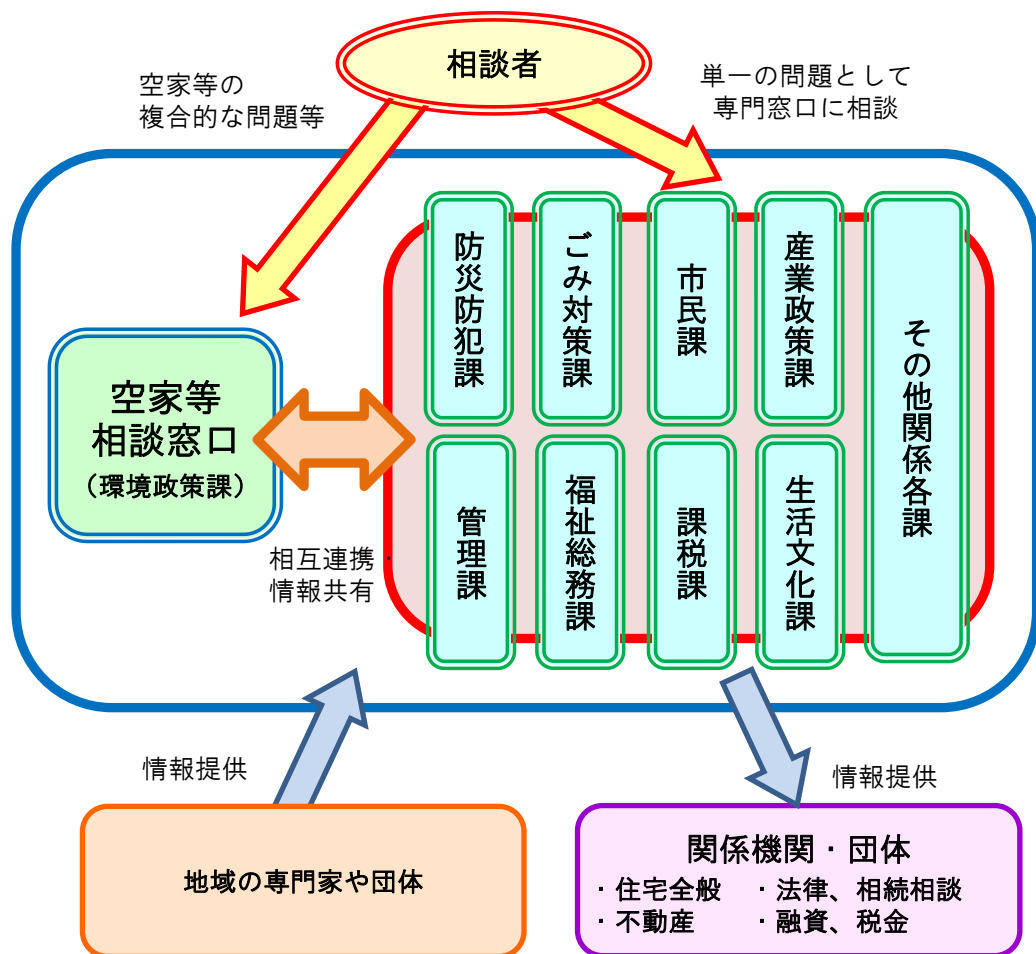 相談者
空家等の
複合的な問題等
単一の問題として
専門窓口に相談
防災防犯課
ごみ対策課
市民課
産業政策課
その他関係各課
空家等
相談窓口
（環境政策課）
相互連携・
情報共有
管理課
福祉総務課
課税課
生活文化課
情報提供
情報提供
地域の専門家や団体
関係機関・団体
・住宅全般　・法律、相続相談
・不動産　　・融資、税金